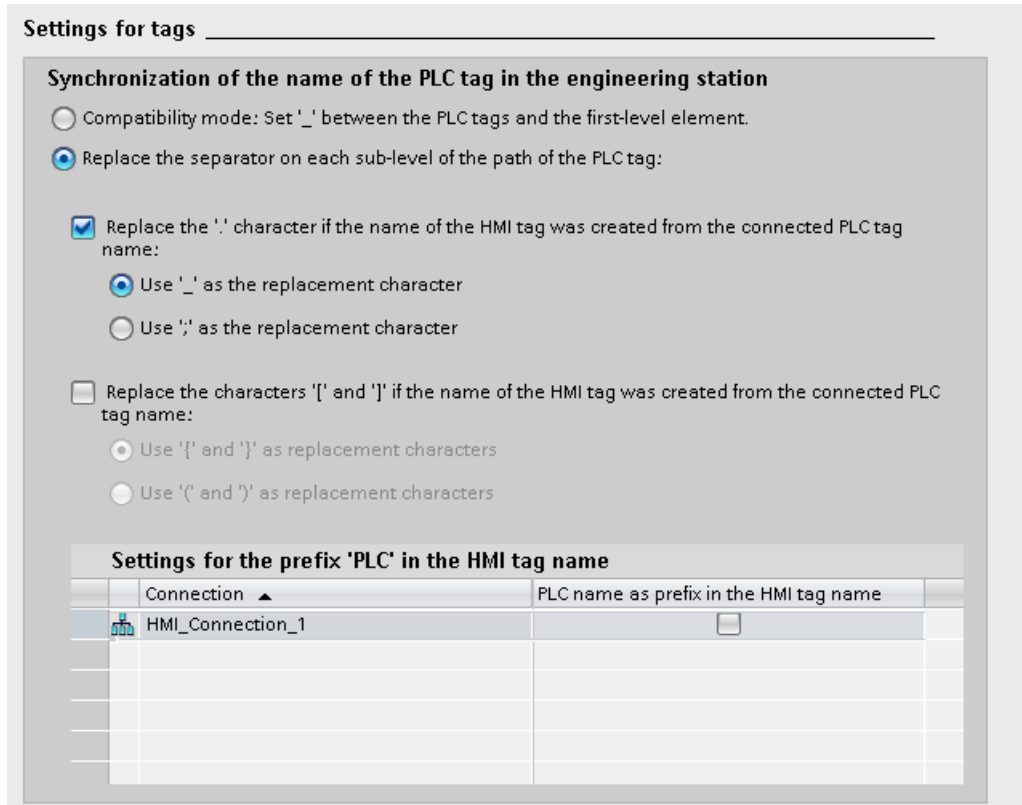 Settings for tags
Synchronization of the name of the PLC tag in the engineering station
Compatibility mode: Set '_' between the PLC tags and the first-level element.
Replace the separator on each sub-level of the path of the PLC tag:
Replace the '.' character if the name of the HMI tag was created from the connected PLC tag
name:
Use '_' as the replacement character
Use ';' as the replacement character
Replace the characters '[' and ']' if the name of the HMI tag was created from the connected PLC
tag name:
Use '{' and '}' as replacement characters
Use '(' and ')' as replacement characters
Settings for the prefix 'PLC' in the HMI tag name
Connection PLC name as prefix in the HMI tag name
HMI_Connection_1